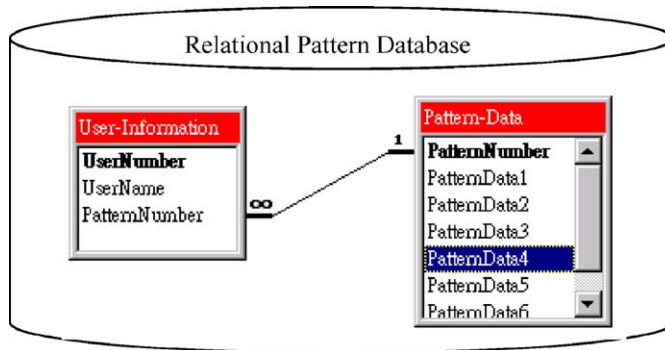 Relational Pattern Database
User-Information
UserNumber
UserName
PatternNumber
∞
1
Pattern-Data
PatternNumber
PatternData1
PatternData2
PatternData3
PatternData4
PatternData5
PatternData6